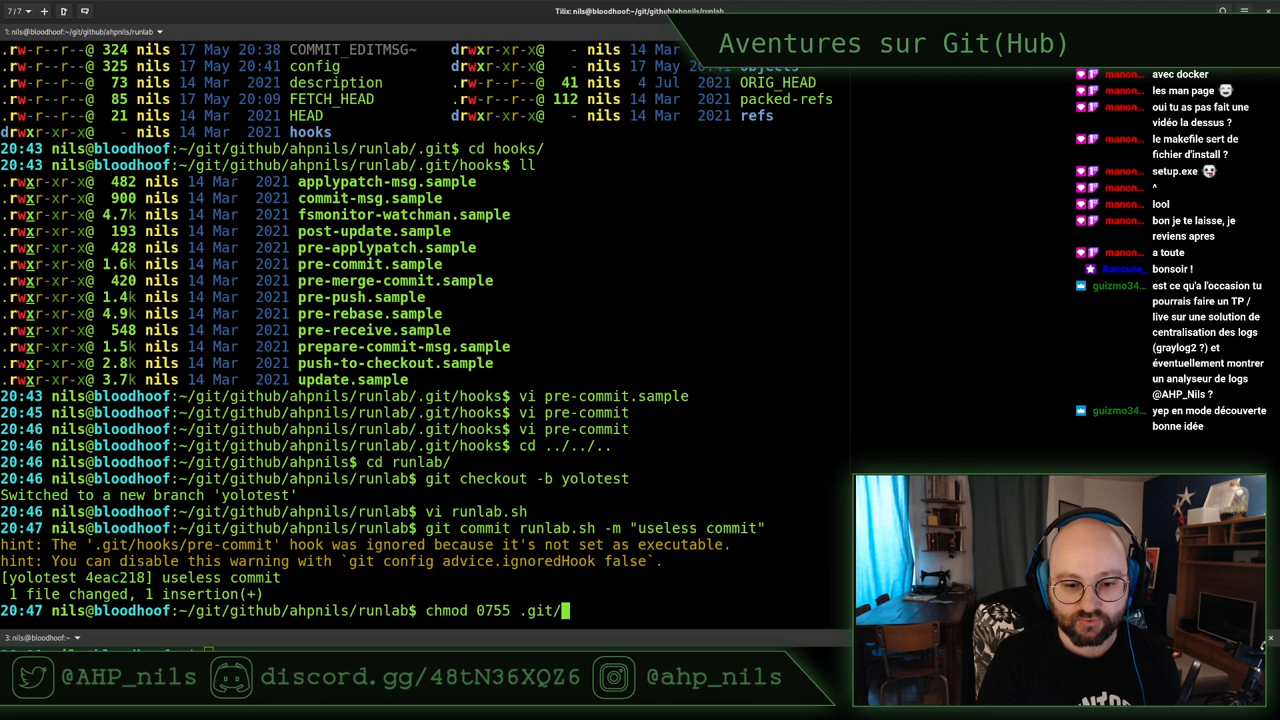 7 / 7
Tilix: nils@bloodhoof:~/git/github/ahpnils/runlab
1: nils@bloodhoof:~/git/github/ahpnils/runlab
Aventures sur Git(Hub)
.rw-r--r--@ 324 nils 17 May 20:38 COMMIT_EDITMSG~ drwxr-xr-x@ - nils 14 Mar
.rw-r--r--@ 325 nils 17 May 20:41 config drwxr-xr-x@ - nils 17 May 20:41 objects
.rw-r--r--@ 73 nils 14 Mar 2021 description .rw-r--r--@ 41 nils 4 Jul 2021 ORIG_HEAD
.rw-r--r--@ 85 nils 17 May 20:09 FETCH_HEAD .rw-r--r--@ 112 nils 14 Mar 2021 packed-refs
.rw-r--r--@ 21 nils 14 Mar 2021 HEAD drwxr-xr-x@ - nils 14 Mar 2021 refs
drwxr-xr-x@ - nils 14 Mar 2021 hooks
20:43 nils@bloodhoof:~/git/github/ahpnils/runlab/.git$ cd hooks/
20:43 nils@bloodhoof:~/git/github/ahpnils/runlab/.git/hooks$ ll
.rwxr-xr-x@ 482 nils 14 Mar 2021 applypatch-msg.sample
.rwxr-xr-x@ 900 nils 14 Mar 2021 commit-msg.sample
.rwxr-xr-x@ 4.7k nils 14 Mar 2021 fsmonitor-watchman.sample
.rwxr-xr-x@ 193 nils 14 Mar 2021 post-update.sample
.rwxr-xr-x@ 428 nils 14 Mar 2021 pre-applypatch.sample
.rwxr-xr-x@ 1.6k nils 14 Mar 2021 pre-commit.sample
.rwxr-xr-x@ 420 nils 14 Mar 2021 pre-merge-commit.sample
.rwxr-xr-x@ 1.4k nils 14 Mar 2021 pre-push.sample
.rwxr-xr-x@ 4.9k nils 14 Mar 2021 pre-rebase.sample
.rwxr-xr-x@ 548 nils 14 Mar 2021 pre-receive.sample
.rwxr-xr-x@ 1.5k nils 14 Mar 2021 prepare-commit-msg.sample
.rwxr-xr-x@ 2.8k nils 14 Mar 2021 push-to-checkout.sample
.rwxr-xr-x@ 3.7k nils 14 Mar 2021 update.sample
20:43 nils@bloodhoof:~/git/github/ahpnils/runlab/.git/hooks$ vi pre-commit.sample
20:45 nils@bloodhoof:~/git/github/ahpnils/runlab/.git/hooks$ vi pre-commit
20:46 nils@bloodhoof:~/git/github/ahpnils/runlab/.git/hooks$ vi pre-commit
20:46 nils@bloodhoof:~/git/github/ahpnils/runlab/.git/hooks$ cd ../../..
20:46 nils@bloodhoof:~/git/github/ahpnils$ cd runlab/
20:46 nils@bloodhoof:~/git/github/ahpnils/runlab$ git checkout -b yolotest
Switched to a new branch 'yolotest'
20:46 nils@bloodhoof:~/git/github/ahpnils/runlab$ vi runlab.sh
20:47 nils@bloodhoof:~/git/github/ahpnils/runlab$ git commit runlab.sh -m "useless commit"
hint: The '.git/hooks/pre-commit' hook was ignored because it's not set as executable.
hint: You can disable this warning with `git config advice.ignoredHook false`.
[yolotest 4eac218] useless commit
1 file changed, 1 insertion(+)
20:47 nils@bloodhoof:~/git/github/ahpnils/runlab$ chmod 0755 .git/
3: nils@bloodhoof:~
manon... avec docker
manon... les man page
manon... oui tu as pas fait une
vidéo la dessus ?
manon... le makefile sert de
fichier d'install ?
manon... setup.exe
manon... ^
manon... lool
manon... bon je te laisse, je
reviens apres
manon... a toute
bonsoir !
guizmo34... est ce qu'a l'occasion tu
pourrais faire un TP /
live sur une solution de
centralisation des logs
(graylog2 ?) et
éventuellement montrer
un analyseur de logs
@AHP_Nils ?
guizmo34... yep en mode découverte
bonne idée
@AHP_nils
discord.gg/48tN36XQZ6
@ahp_nils